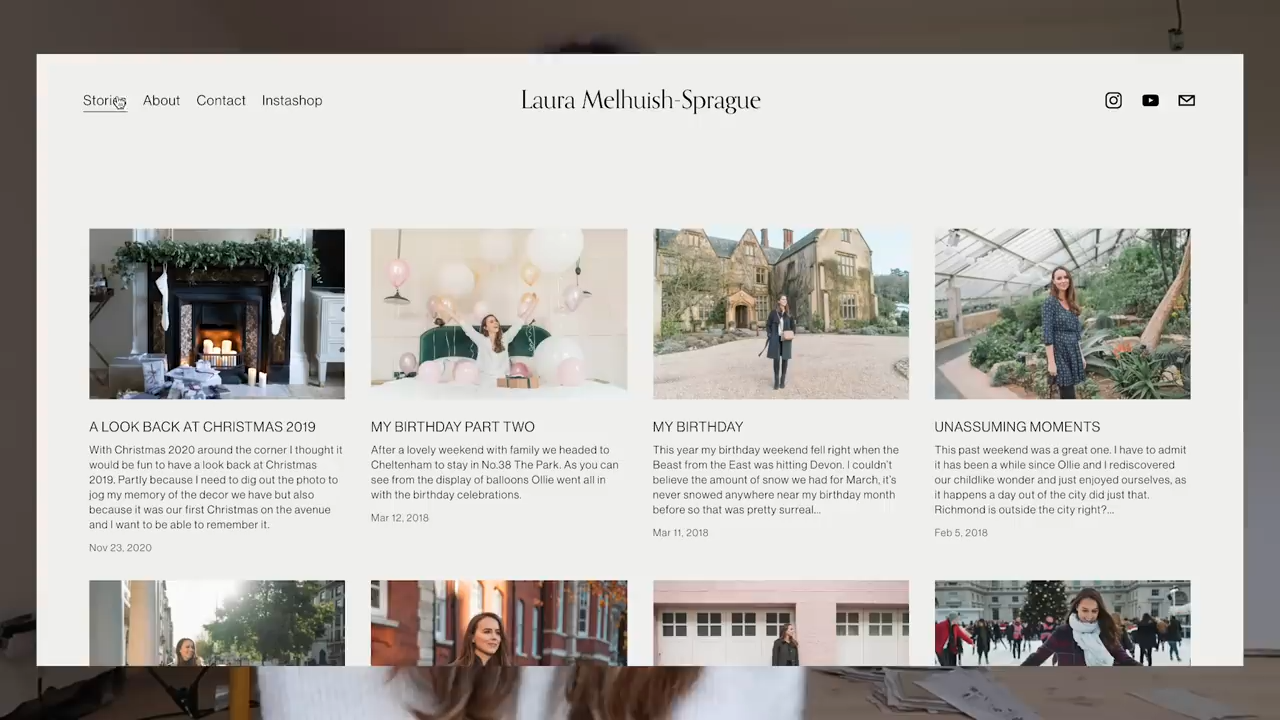 Stories About Contact Instashop
Laura Melhuish-Sprague
A LOOK BACK AT CHRISTMAS 2019
With Christmas 2020 around the corner I thought it
would be fun to have a look back at Christmas
2019. Partly because I need to dig out the photo to
jog my memory of the decor we have but also
because it was our first Christmas on the avenue
and I want to be able to remember it.
Nov 23, 2020
MY BIRTHDAY PART TWO
After a lovely weekend with family we headed to
Cheltenham to stay in No.38 The Park. As you can
see from the display of balloons Ollie went all in
with the birthday celebrations.
Mar 12, 2018
MY BIRTHDAY
This year my birthday weekend fell right when the
Beast from the East was hitting Devon. I couldn't
believe the amount of snow we had for March, it's
never snowed anywhere near my birthday month
before so that was pretty surreal...
Mar 11, 2018
UNASSUMING MOMENTS
This past weekend was a great one. I have to admit
it has been a while since Ollie and I rediscovered
our childlike wonder and just enjoyed ourselves, as
it happens a day out of the city did just that.
Richmond is outside the city right?...
Feb 5, 2018